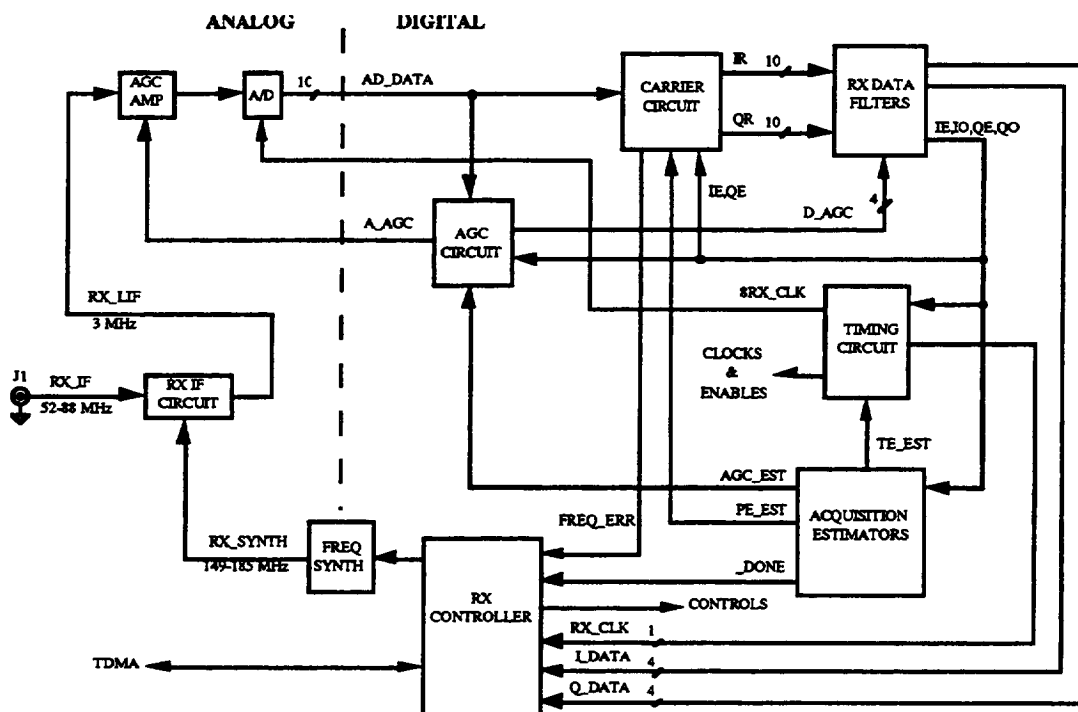 ANALOG
DIGITAL
AGC
AMP
A/D
1C
AD_DATA
CARRIER
CIRCUIT
IR 10
QR 10
RX DATA
FILTERS
IE,IO,QE,QO
IE,QE
4
D_AGC
A_AGC
AGC
CIRCUIT
RX_LIF
3 MHz
8RX_CLK
TIMING
CIRCUIT
CLOCKS
&
ENABLES
J1
RX_IF
52-88 MHz
RX IF
CIRCUIT
TE_EST
AGC_EST
PE_EST
ACQUISITION
ESTIMATORS
FREQ_ERR
_DONE
RX_SYNTH
149-185 MHz
FREQ
SYNTH
RX
CONTROLLER
CONTROLS
RX_CLK 1
I_DATA 4
Q_DATA 4
TDMA